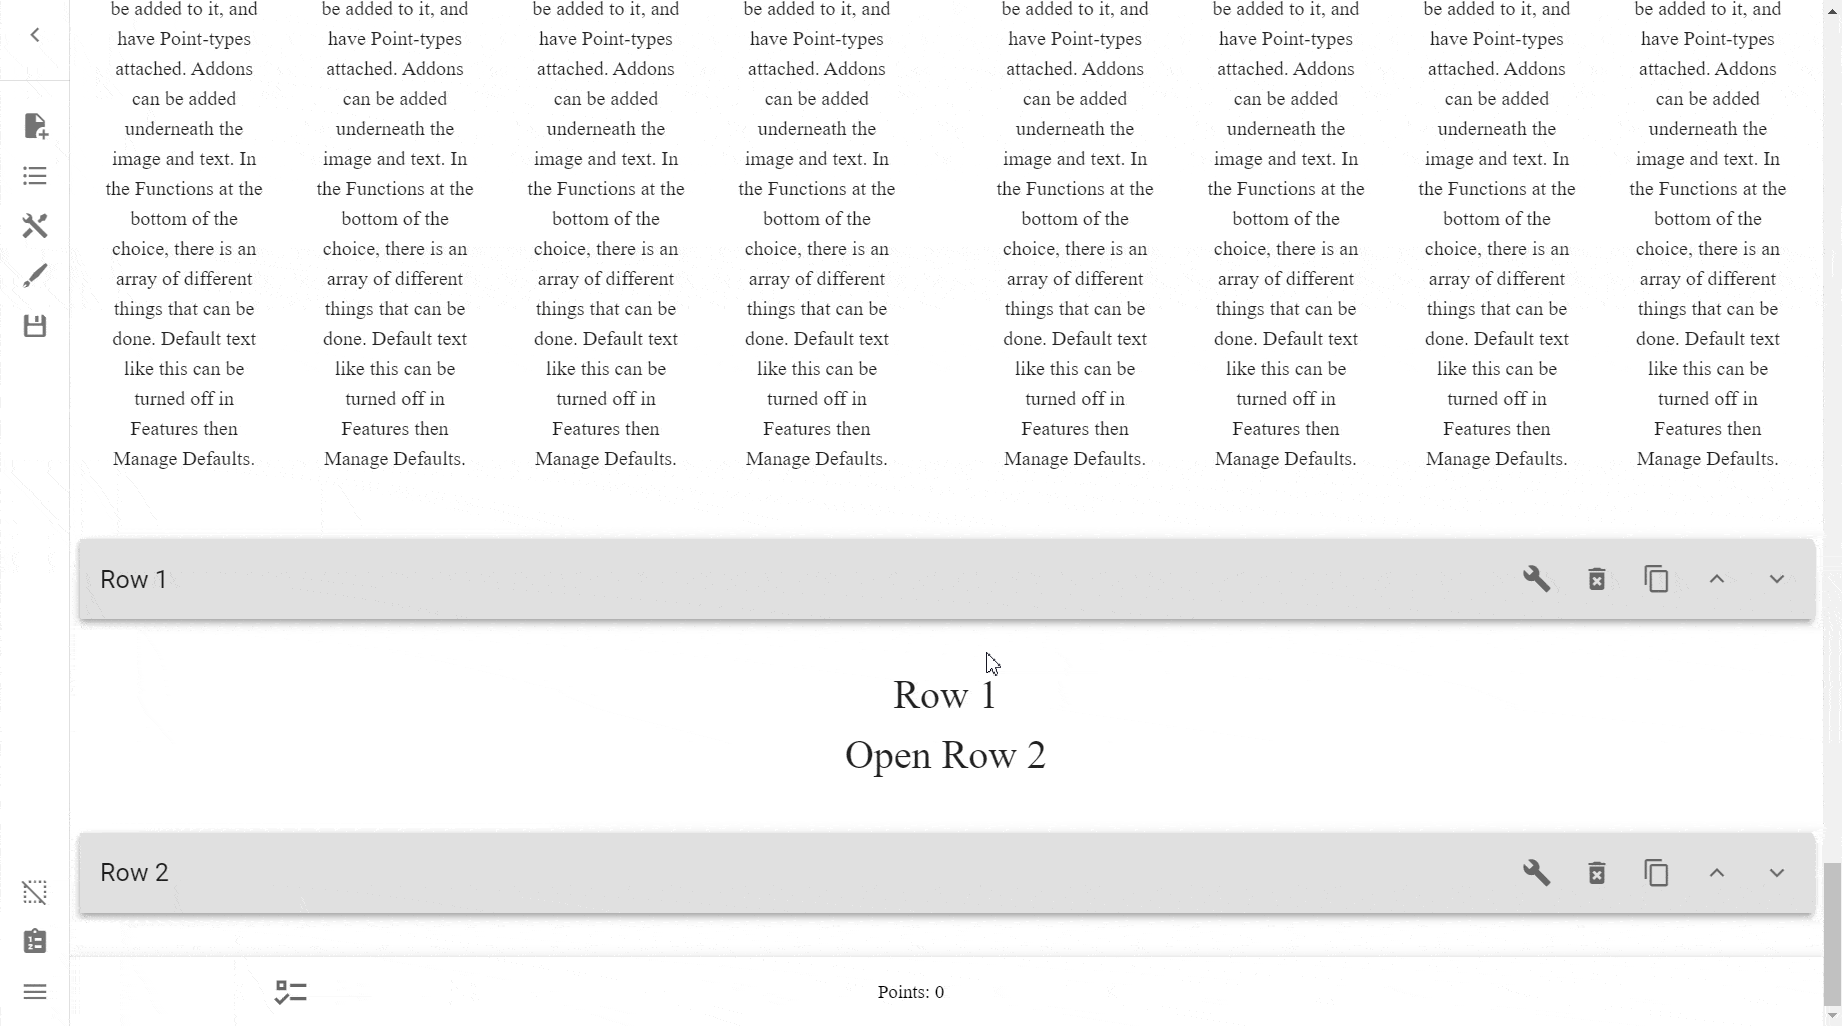 be added to it, and
have Point-types
attached. Addons
can be added
underneath the
image and text. In
the Functions at the
bottom of the
choice, there is an
array of different
things that can be
done. Default text
like this can be
turned off in
Features then
Manage Defaults.
be added to it, and
have Point-types
attached. Addons
can be added
underneath the
image and text. In
the Functions at the
bottom of the
choice, there is an
array of different
things that can be
done. Default text
like this can be
turned off in
Features then
Manage Defaults.
be added to it, and
have Point-types
attached. Addons
can be added
underneath the
image and text. In
the Functions at the
bottom of the
choice, there is an
array of different
things that can be
done. Default text
like this can be
turned off in
Features then
Manage Defaults.
be added to it, and
have Point-types
attached. Addons
can be added
underneath the
image and text. In
the Functions at the
bottom of the
choice, there is an
array of different
things that can be
done. Default text
like this can be
turned off in
Features then
Manage Defaults.
be added to it, and
have Point-types
attached. Addons
can be added
underneath the
image and text. In
the Functions at the
bottom of the
choice, there is an
array of different
things that can be
done. Default text
like this can be
turned off in
Features then
Manage Defaults.
be added to it, and
have Point-types
attached. Addons
can be added
underneath the
image and text. In
the Functions at the
bottom of the
choice, there is an
array of different
things that can be
done. Default text
like this can be
turned off in
Features then
Manage Defaults.
be added to it, and
have Point-types
attached. Addons
can be added
underneath the
image and text. In
the Functions at the
bottom of the
choice, there is an
array of different
things that can be
done. Default text
like this can be
turned off in
Features then
Manage Defaults.
be added to it, and
have Point-types
attached. Addons
can be added
underneath the
image and text. In
the Functions at the
bottom of the
choice, there is an
array of different
things that can be
done. Default text
like this can be
turned off in
Features then
Manage Defaults.
Row 1
Row 1
Open Row 2
Row 2
Points: 0